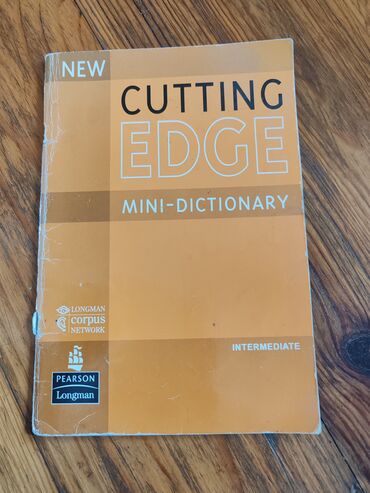 NEW
CUTTING
EDGE
MINI-DICTIONARY
LONGMAN
corpus
NETWORK
INTERMEDIATE
PEARSON
Longman